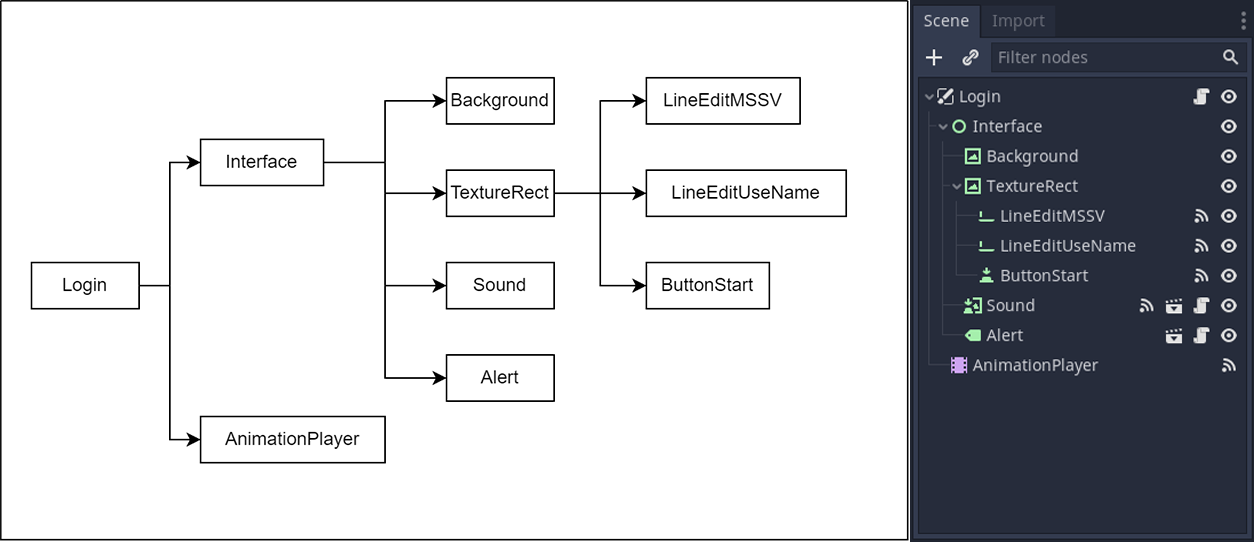 Background
LineEditMSSV
Interface
TextureRect
LineEditUseName
Login
Sound
ButtonStart
Alert
AnimationPlayer
Scene Import
Filter nodes
Login
Interface
Background
TextureRect
LineEditMSSV
LineEditUseName
ButtonStart
Sound
Alert
AnimationPlayer